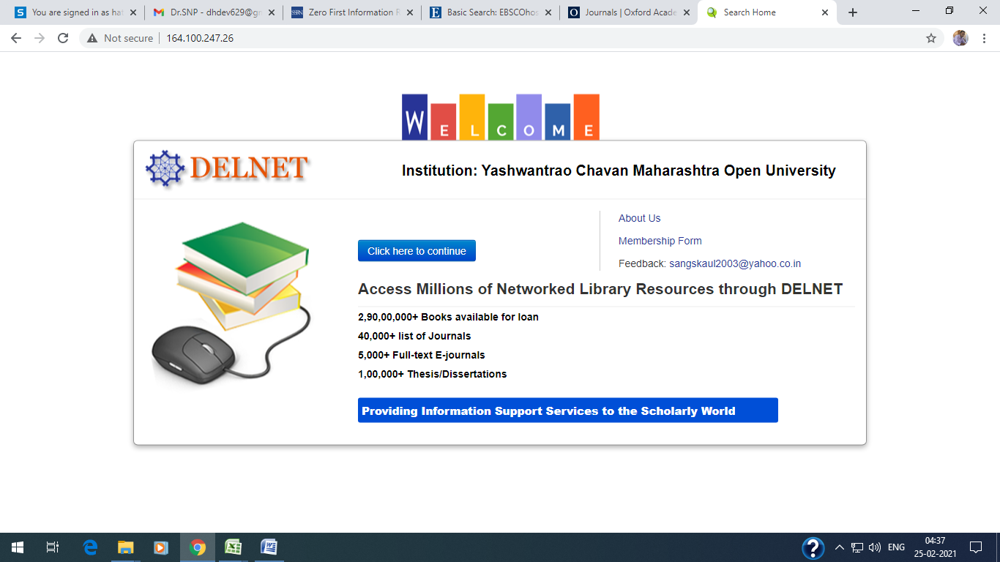 You are signed in as hat
Dr.SNP - dhdev629@gm
Zero First Information R
Basic Search: EBSCOhos
Journals | Oxford Acade
Search Home
Not secure
164.100.247.26
WELCOME
DELNET
Institution: Yashwantrao Chavan Maharashtra Open University
About Us
Click here to continue
Membership Form
Feedback: sangskaul2003@yahoo.co.in
Access Millions of Networked Library Resources through DELNET
2,90,00,000+ Books available for loan
40,000+ list of Journals
5,000+ Full-text E-journals
1,00,000+ Thesis/Dissertations
Providing Information Support Services to the Scholarly World
ENG
04:37
25-02-2021